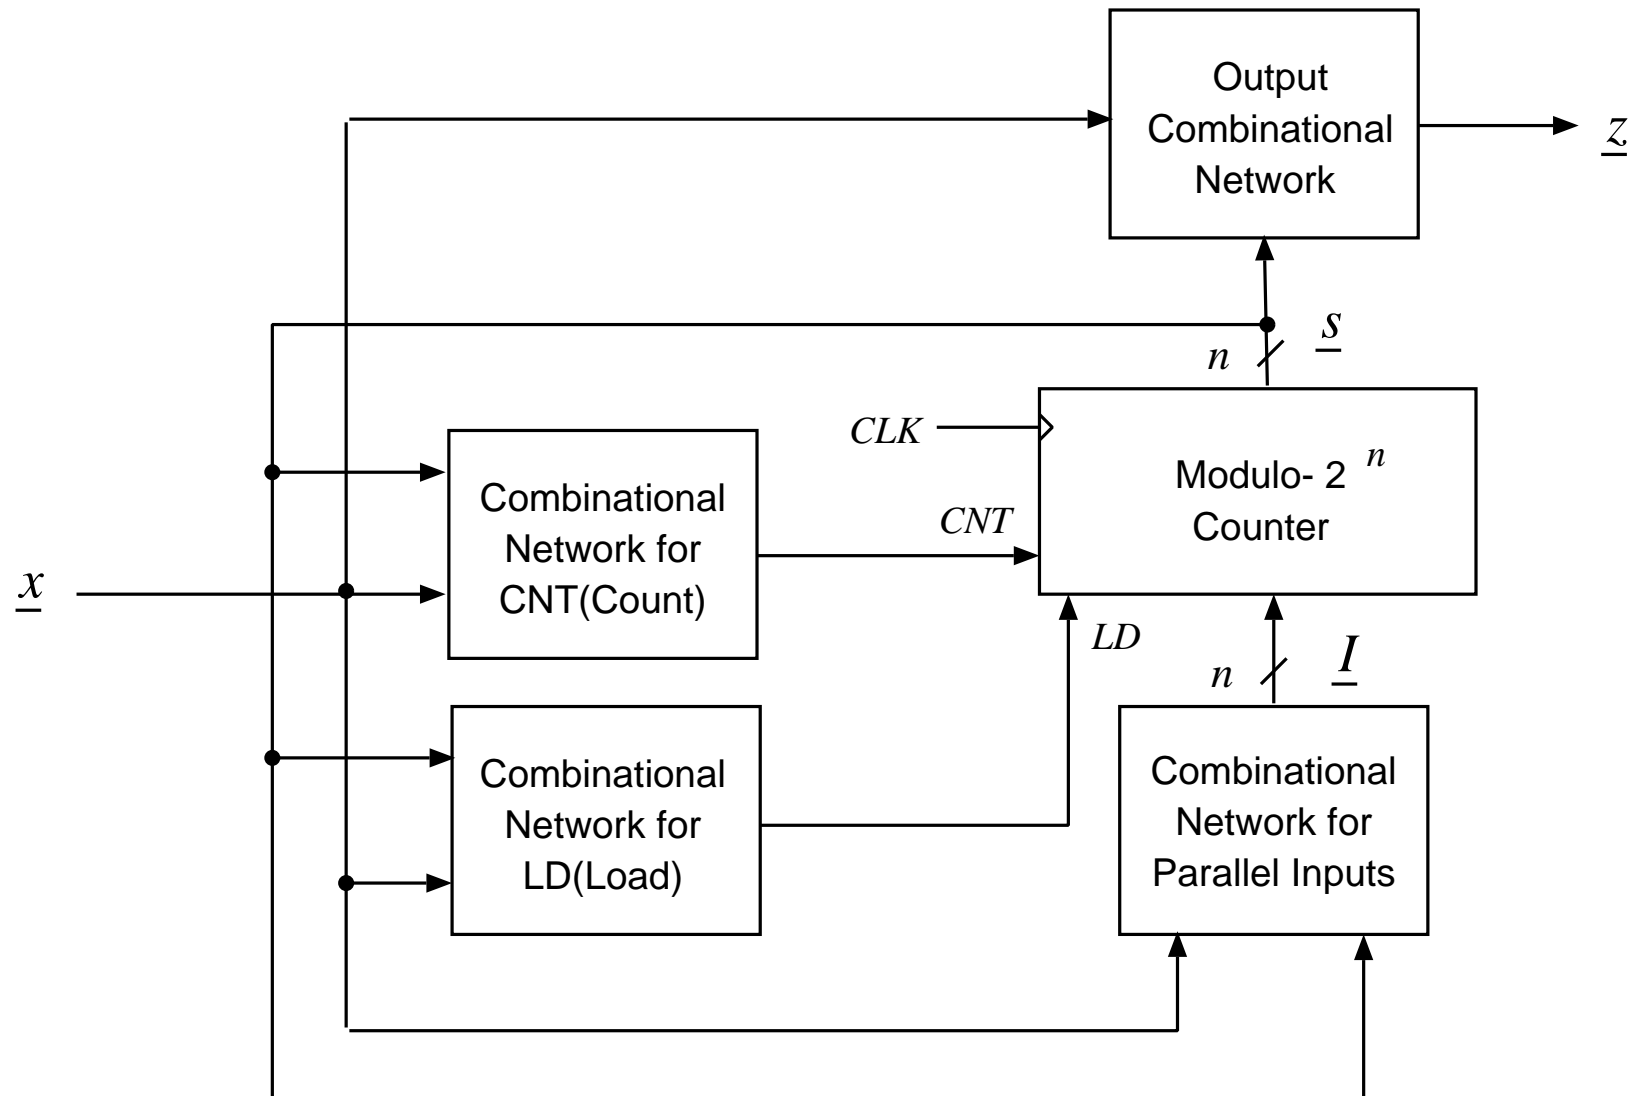 Output
Combinational
Network
z
s
n
CLK
Modulo- 2 n
Counter
CNT
Combinational
Network for
CNT(Count)
x
LD
n
I
Combinational
Network for
LD(Load)
Combinational
Network for
Parallel Inputs